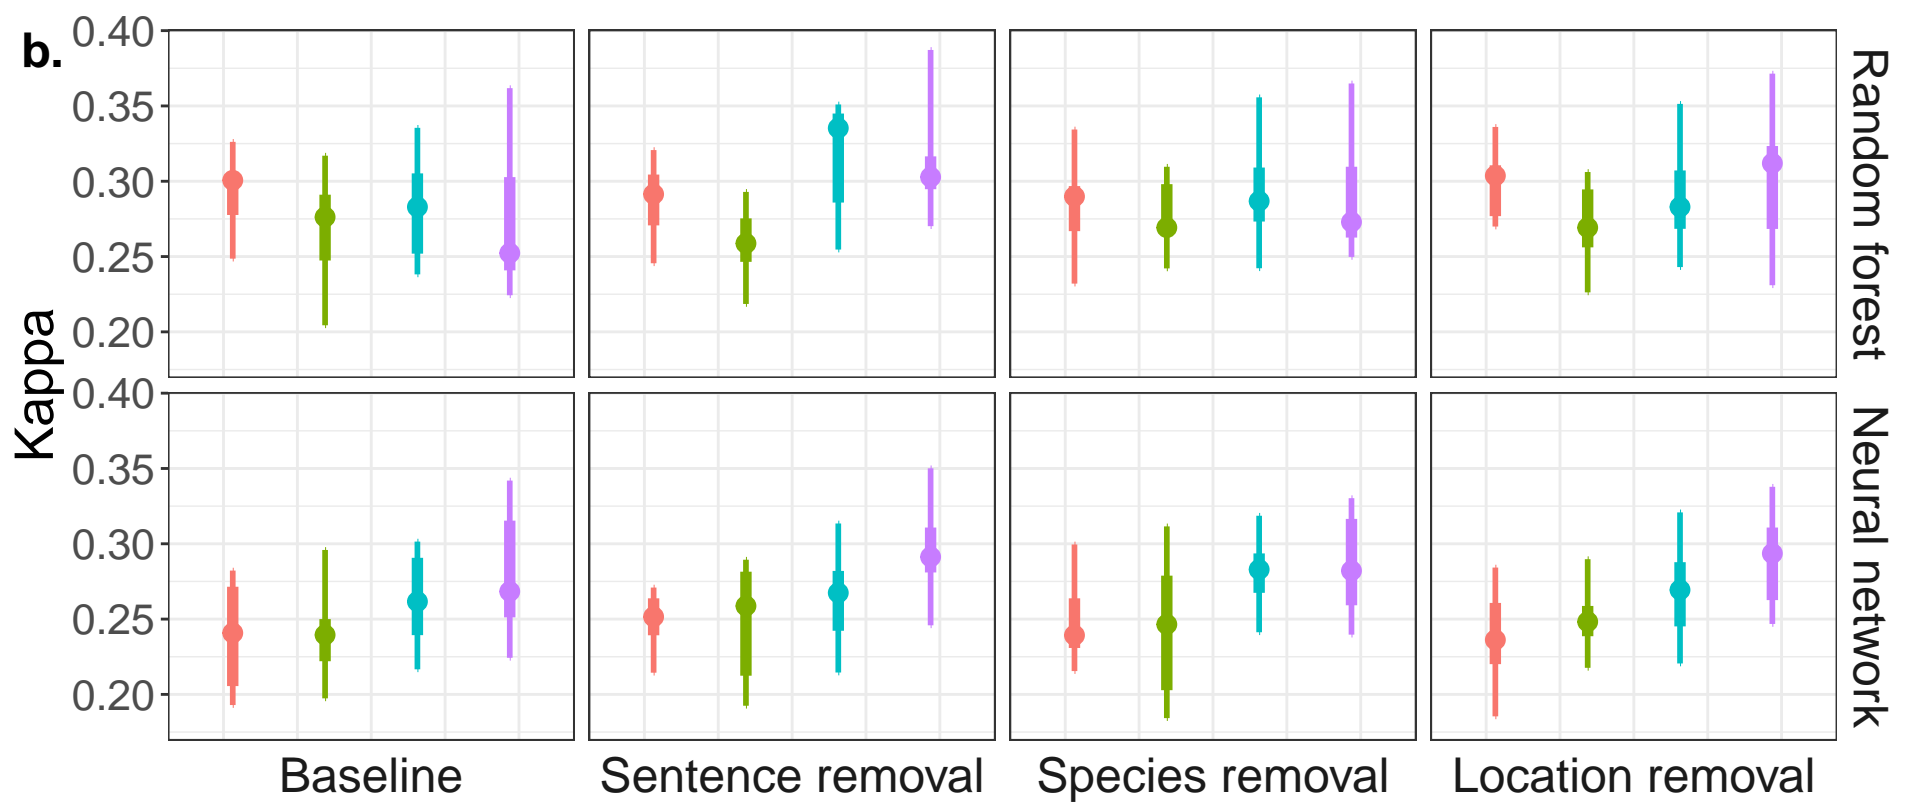 b.
Kappa
0.40
0.35
0.30
0.25
0.20
Random forest
0.40
0.35
0.30
0.25
0.20
Neural network
Baseline
Sentence removal
Species removal
Location removal